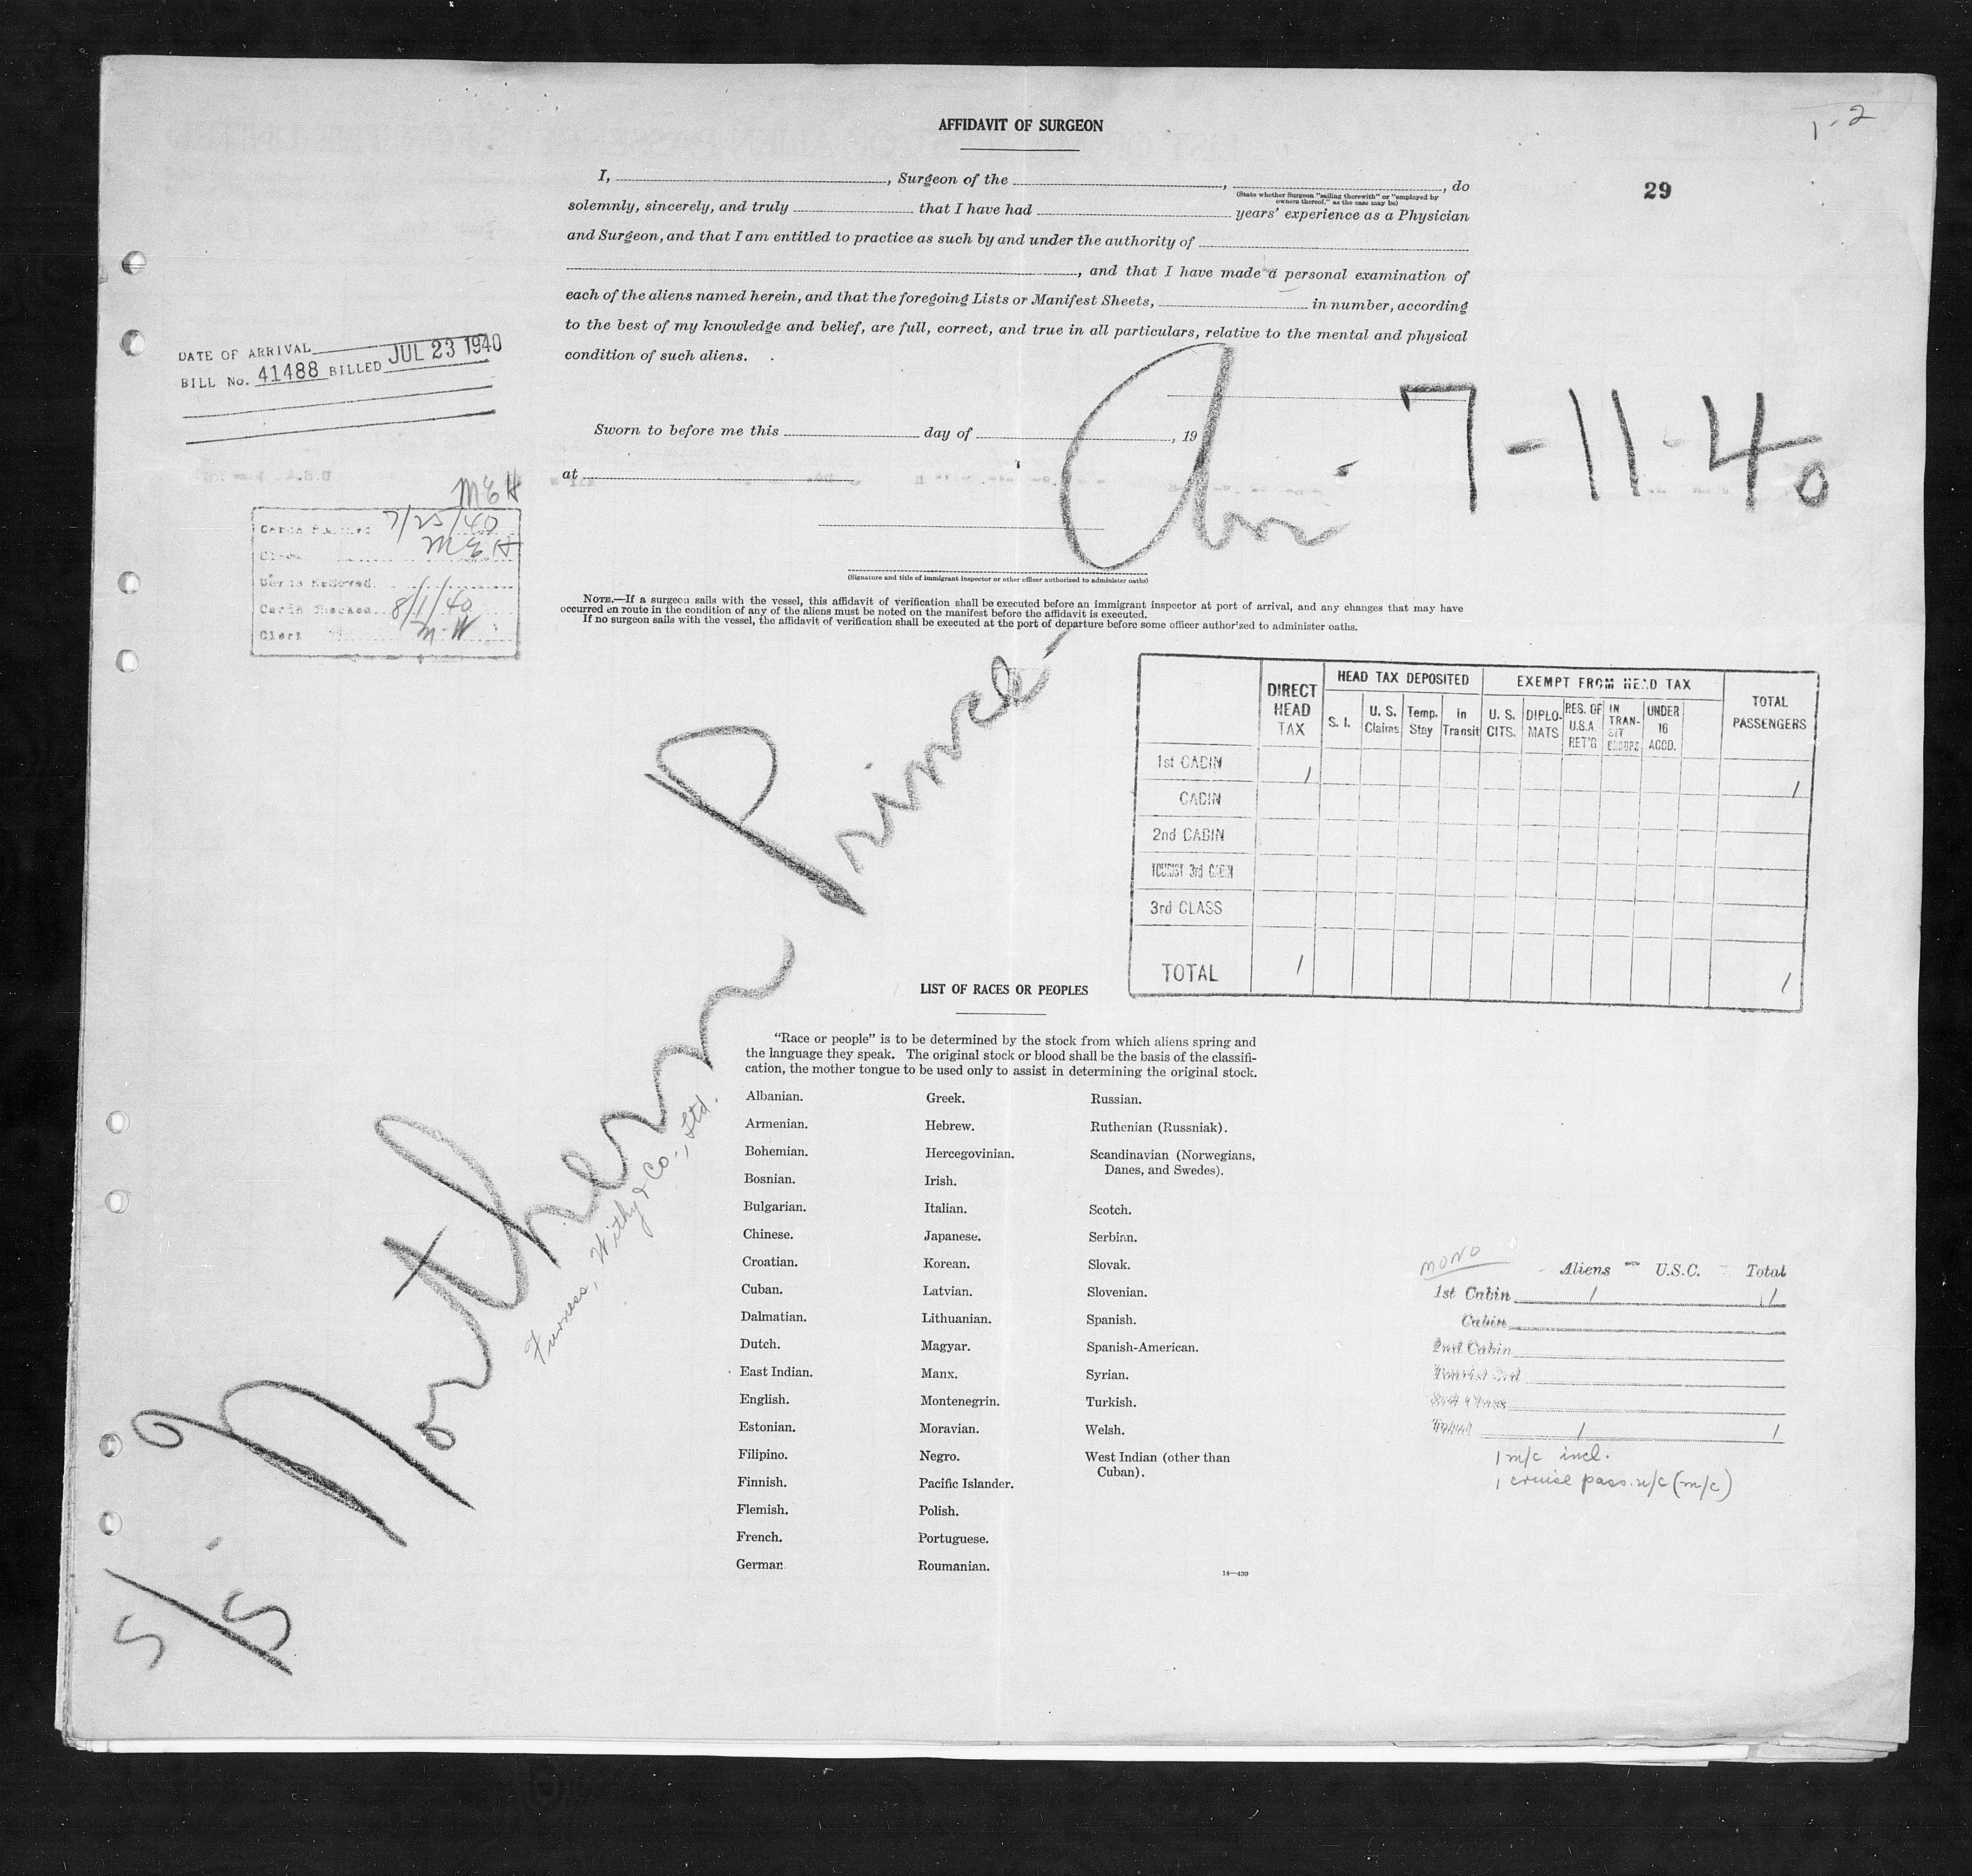 1-2
AFFIDAVIT OF SURGEON
29
I, , Surgeon of the , , do
(State whether Surgeon "sailing therewith" or "employed by
owners thereof," as the case may be)
solemnly, sincerely, and truly that I have had years' experience as a Physician
and Surgeon, and that I am entitled to practice as such by and under the authority of
, and that I have made a personal examination of
each of the aliens named herein, and that the foregoing Lists or Manifest Sheets, in number, according
to the best of my knowledge and belief, are full, correct, and true in all particulars, relative to the mental and physical
condition of such aliens.
DATE OF ARRIVAL
BILL No. 41488 BILLED JUL 23 1940
7-11-40
Sworn to before me this day of , 19
at
MEH
7/25/40
MEH
Cards Removed
8/1/40
Clerk M-H
(Signature and title of immigrant inspector or other officer authorized to administer oaths)
NOTE.—If a surgeon sails with the vessel, this affidavit of verification shall be executed before an immigrant inspector at port of arrival, and any changes that may have
occurred en route in the condition of any of the aliens must be noted on the manifest before the affidavit is executed.
If no surgeon sails with the vessel, the affidavit of verification shall be executed at the port of departure before some officer authorized to administer oaths.
S/S. Northern Prince
Furness, Withy & Co., Ltd.
DIRECT HEAD TAX
HEAD TAX DEPOSITED
EXEMPT FROM HEAD TAX
TOTAL PASSENGERS
S. I.
U. S. Claims
Temp. Stay
In Transit
U. S. CITS.
DIPLO-MATS
RES. OF U.S.A. RET'G
IN TRAN-SIT
UNDER 16 ACCD.
1st CABIN 1 1
CABIN
2nd CABIN
TOURIST 3rd CABIN
3rd CLASS
TOTAL 1 1
LIST OF RACES OR PEOPLES
"Race or people" is to be determined by the stock from which aliens spring and
the language they speak. The original stock or blood shall be the basis of the classifi-
cation, the mother tongue to be used only to assist in determining the original stock.
Albanian.
Armenian.
Bohemian.
Bosnian.
Bulgarian.
Chinese.
Croatian.
Cuban.
Dalmatian.
Dutch.
East Indian.
English.
Estonian.
Filipino.
Finnish.
Flemish.
French.
German
Greek.
Hebrew.
Hercegovinian.
Irish.
Italian.
Japanese.
Korean.
Latvian.
Lithuanian.
Magyar.
Manx.
Montenegrin.
Moravian.
Negro.
Pacific Islander.
Polish.
Portuguese.
Roumanian.
Russian.
Ruthenian (Russniak).
Scandinavian (Norwegians,
Danes, and Swedes).
Scotch.
Serbian.
Slovak.
Slovenian.
Spanish.
Spanish-American.
Syrian.
Turkish.
Welsh.
West Indian (other than
Cuban).
14—430
MONO
Aliens U.S.C. Total
1st Cabin 1 1
Cabin
2nd Cabin
1 1
1 m/c incl.
1 cruise pass. n/c (m/c)